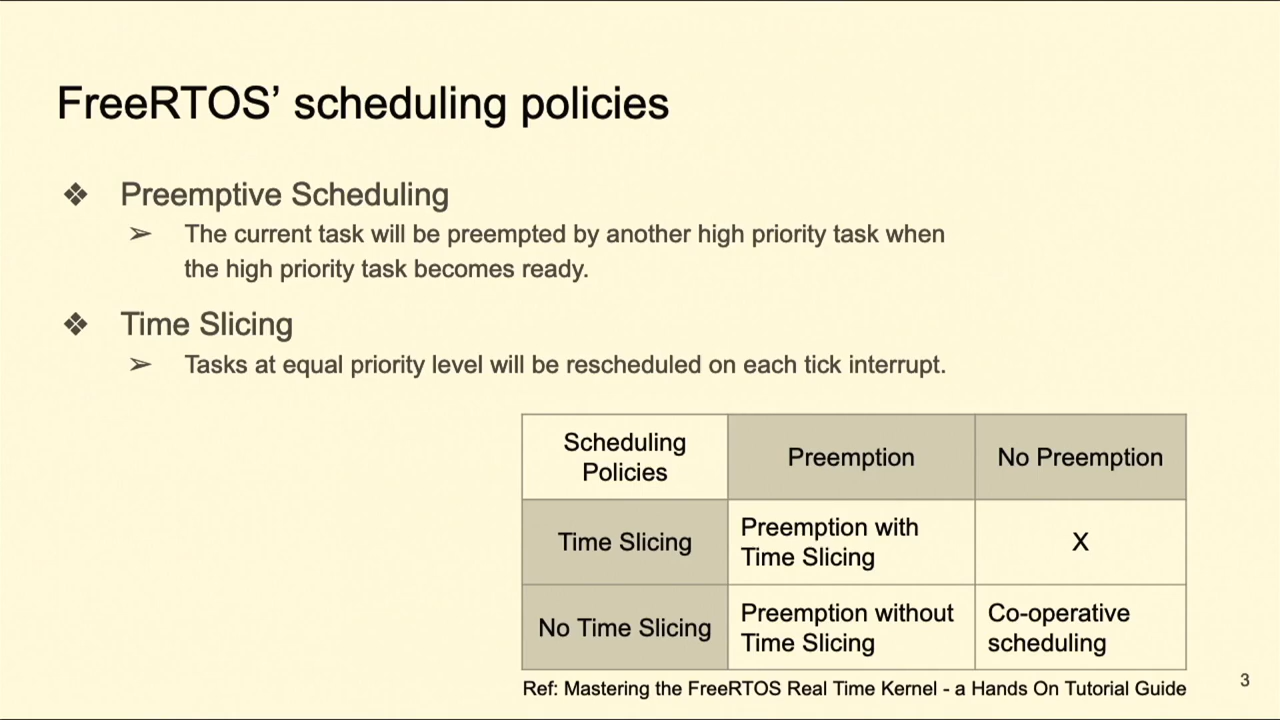 FreeRTOS’ scheduling policies
❖ Preemptive Scheduling
➢ The current task will be preempted by another high priority task when
the high priority task becomes ready.
❖ Time Slicing
➢ Tasks at equal priority level will be rescheduled on each tick interrupt.
Scheduling
Policies
Preemption
No Preemption
Time Slicing
Preemption with
Time Slicing
X
No Time Slicing
Preemption without
Time Slicing
Co-operative
scheduling
Ref: Mastering the FreeRTOS Real Time Kernel - a Hands On Tutorial Guide
3